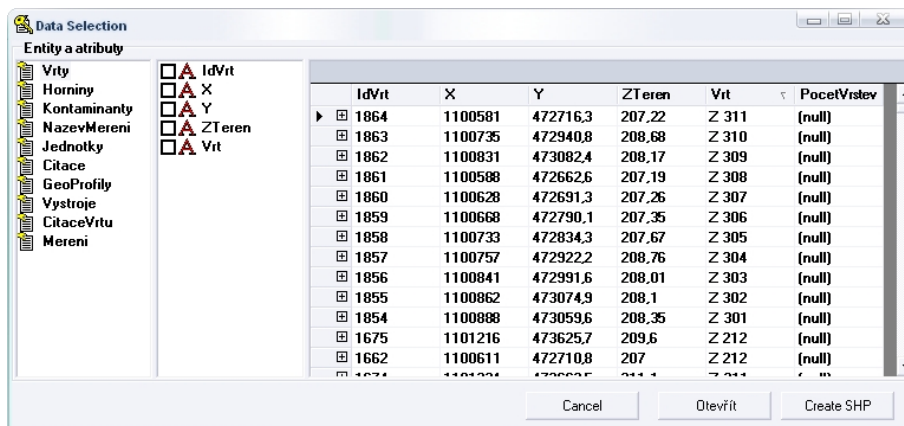 Data Selection
Entity a atributy
Vrty
Horniny
Kontaminanty
NazevMereni
Jednotky
Citace
GeoProfily
Vystroje
CitaceVrtu
Mereni
A IdVrt
A X
A Y
A ZTeren
A Vrt
IdVrt X Y ZTeren Vrt PocetVrstev
1864 1100581 472716,3 207,22 Z 311 (null)
1863 1100735 472940,8 208,68 Z 310 (null)
1862 1100831 473082,4 208,17 Z 309 (null)
1861 1100588 472662,6 207,19 Z 308 (null)
1860 1100628 472691,3 207,26 Z 307 (null)
1859 1100668 472790,1 207,35 Z 306 (null)
1858 1100733 472834,3 207,67 Z 305 (null)
1857 1100757 472922,2 208,76 Z 304 (null)
1856 1100841 472991,6 208,01 Z 303 (null)
1855 1100862 473074,9 208,1 Z 302 (null)
1854 1100888 473059,6 208,35 Z 301 (null)
1675 1101216 473625,7 209,6 Z 212 (null)
1662 1100611 472710,8 207 Z 212 (null)
Cancel Otevřít Create SHP